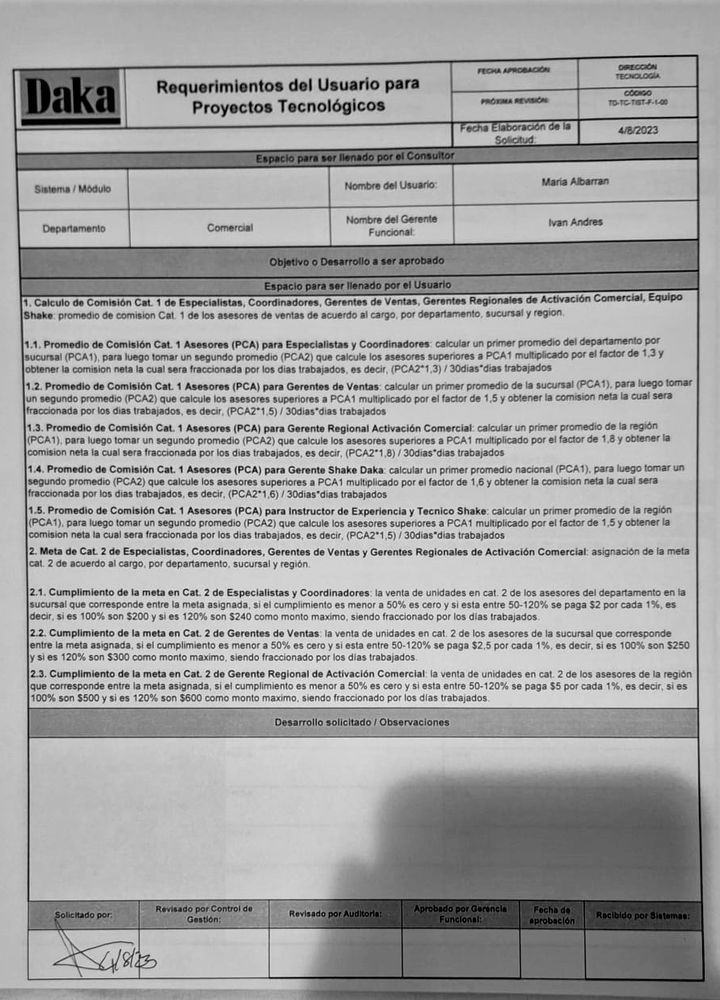 Daka
Requerimientos del Usuario para
Proyectos Tecnológicos
FECHA APROBACIÓN:
DIRECCIÓN
TECNOLOGÍA
PRÓXIMA REVISIÓN:
CÓDIGO
TD-TC-TIST-F-1-00
Fecha Elaboración de la
Solicitud:
4/8/2023
Espacio para ser llenado por el Consultor
Sistema / Módulo
Nombre del Usuario:
Maria Albarran
Departamento
Comercial
Nombre del Gerente
Funcional:
Ivan Andres
Objetivo o Desarrollo a ser aprobado
Espacio para ser llenado por el Usuario
1. Calculo de Comisión Cat. 1 de Especialistas, Coordinadores, Gerentes de Ventas, Gerentes Regionales de Activación Comercial, Equipo
Shake: promedio de comision Cat. 1 de los asesores de ventas de acuerdo al cargo, por departamento, sucursal y region.
1.1. Promedio de Comisión Cat. 1 Asesores (PCA) para Especialistas y Coordinadores: calcular un primer promedio del departamento por
sucursal (PCA1), para luego tomar un segundo promedio (PCA2) que calcule los asesores superiores a PCA1 multiplicado por el factor de 1,3 y
obtener la comision neta la cual sera fraccionada por los dias trabajados, es decir, (PCA2*1,3) / 30dias*dias trabajados
1.2. Promedio de Comisión Cat. 1 Asesores (PCA) para Gerentes de Ventas: calcular un primer promedio de la sucursal (PCA1), para luego tomar
un segundo promedio (PCA2) que calcule los asesores superiores a PCA1 multiplicado por el factor de 1,5 y obtener la comision neta la cual sera
fraccionada por los dias trabajados, es decir, (PCA2*1,5) / 30dias*dias trabajados
1.3. Promedio de Comisión Cat. 1 Asesores (PCA) para Gerente Regional Activación Comercial: calcular un primer promedio de la región
(PCA1), para luego tomar un segundo promedio (PCA2) que calcule los asesores superiores a PCA1 multiplicado por el factor de 1,8 y obtener la
comisión neta la cual sera fraccionado por los dias trabajados, es decir, (PCA2*1,8) / 30dias*dias trabajados
1.4. Promedio de Comisión Cat. 1 Asesores (PCA) para Gerente Shake Daka: calcular un primer promedio nacional (PCA1), para luego tomar un
segundo promedio (PCA2) que calcule los asesores superiores a PCA1 multiplicado por el factor de 1,6 y obtener la comision neta la cual sera
fraccionada por los dias trabajados, es decir, (PCA2*1,6) / 30dias*dias trabajados
1.5. Promedio de Comisión Cat. 1 Asesores (PCA) para Instructor de Experiencia y Tecnico Shake: calcular un primer promedio de la región
(PCA1), para luego tomar un segundo promedio (PCA2) que calcule los asesores superiores a PCA1 multiplicado por el factor de 1,5 y obtener la
comision neta la cual sera fraccionada por los dias trabajados, es decir, (PCA2*1,5) / 30dias*dias trabajados
2. Meta de Cat. 2 de Especialistas, Coordinadores, Gerentes de Ventas y Gerentes Regionales de Activación Comercial: asignación de la meta
cat. 2 de acuerdo al cargo, por departamento, sucursal y región.
2.1. Cumplimiento de la meta en Cat. 2 de Especialistas y Coordinadores: la venta de unidades en cat. 2 de los asesores del departamento en la
sucursal que corresponde entre la meta asignada, si el cumplimiento es menor a 50% es cero y si esta entre 50-120% se paga $2 por cada 1%, es
decir, si es 100% son $200 y si es 120% son $240 como monto maximo, siendo fraccionado por los días trabajados.
2.2. Cumplimiento de la meta en Cat. 2 de Gerentes de Ventas: la venta de unidades en cat. 2 de los asesores de la sucursal que corresponde
entre la meta asignada, si el cumplimiento es menor a 50% es cero y si esta entre 50-120% se paga $2,5 por cada 1%, es decir, si es 100% son $250
y si es 120% son $300 como monto maximo, siendo fraccionado por los días trabajados.
2.3. Cumplimiento de la meta en Cat. 2 de Gerente Regional de Activación Comercial: la venta de unidades en cat. 2 de los asesores de la región
que corresponde entre la meta asignada, si el cumplimiento es menor a 50% es cero y si esta entre 50-120% se paga $5 por cada 1%, es decir, si es
100% son $500 y si es 120% son $600 como monto maximo, siendo fraccionado por los días trabajados.
Desarrollo solicitado / Observaciones
Solicitado por:
Revisado por Control de
Gestión:
Revisado por Auditoria:
Aprobado por Gerencia
Funcional:
Fecha de
aprobación
Recibido por Sistemas:
4/8/23